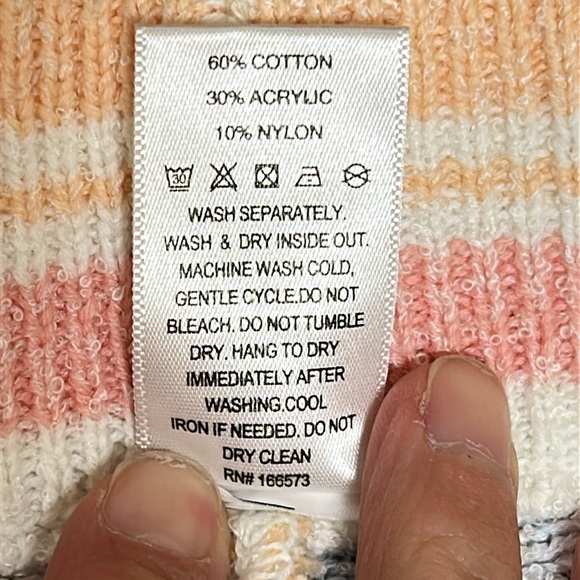 60% COTTON
30% ACRYLIC
10% NYLON
30
WASH SEPARATELY.
WASH & DRY INSIDE OUT.
MACHINE WASH COLD,
GENTLE CYCLE.DO NOT
BLEACH. DO NOT TUMBLE
DRY. HANG TO DRY
IMMEDIATELY AFTER
WASHING.COOL
IRON IF NEEDED. DO NOT
DRY CLEAN
RN# 166573